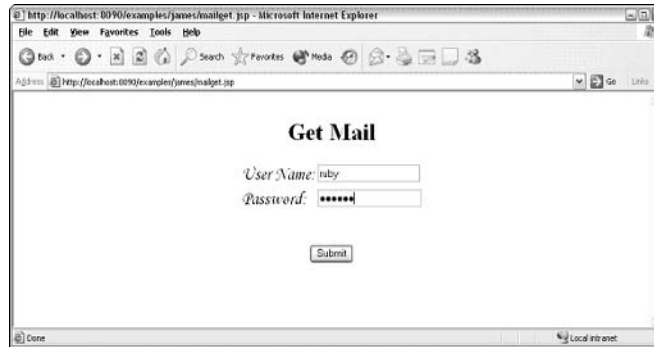 http://localhost:8090/examples/james/mailget.jsp - Microsoft Internet Explorer
File Edit View Favorites Tools Help
Back Search Favorites Media
Address http://localhost:8090/examples/james/mailget.jsp Go Links
Get Mail
User Name: ruby
Password: ••••••
Submit
Done Local intranet